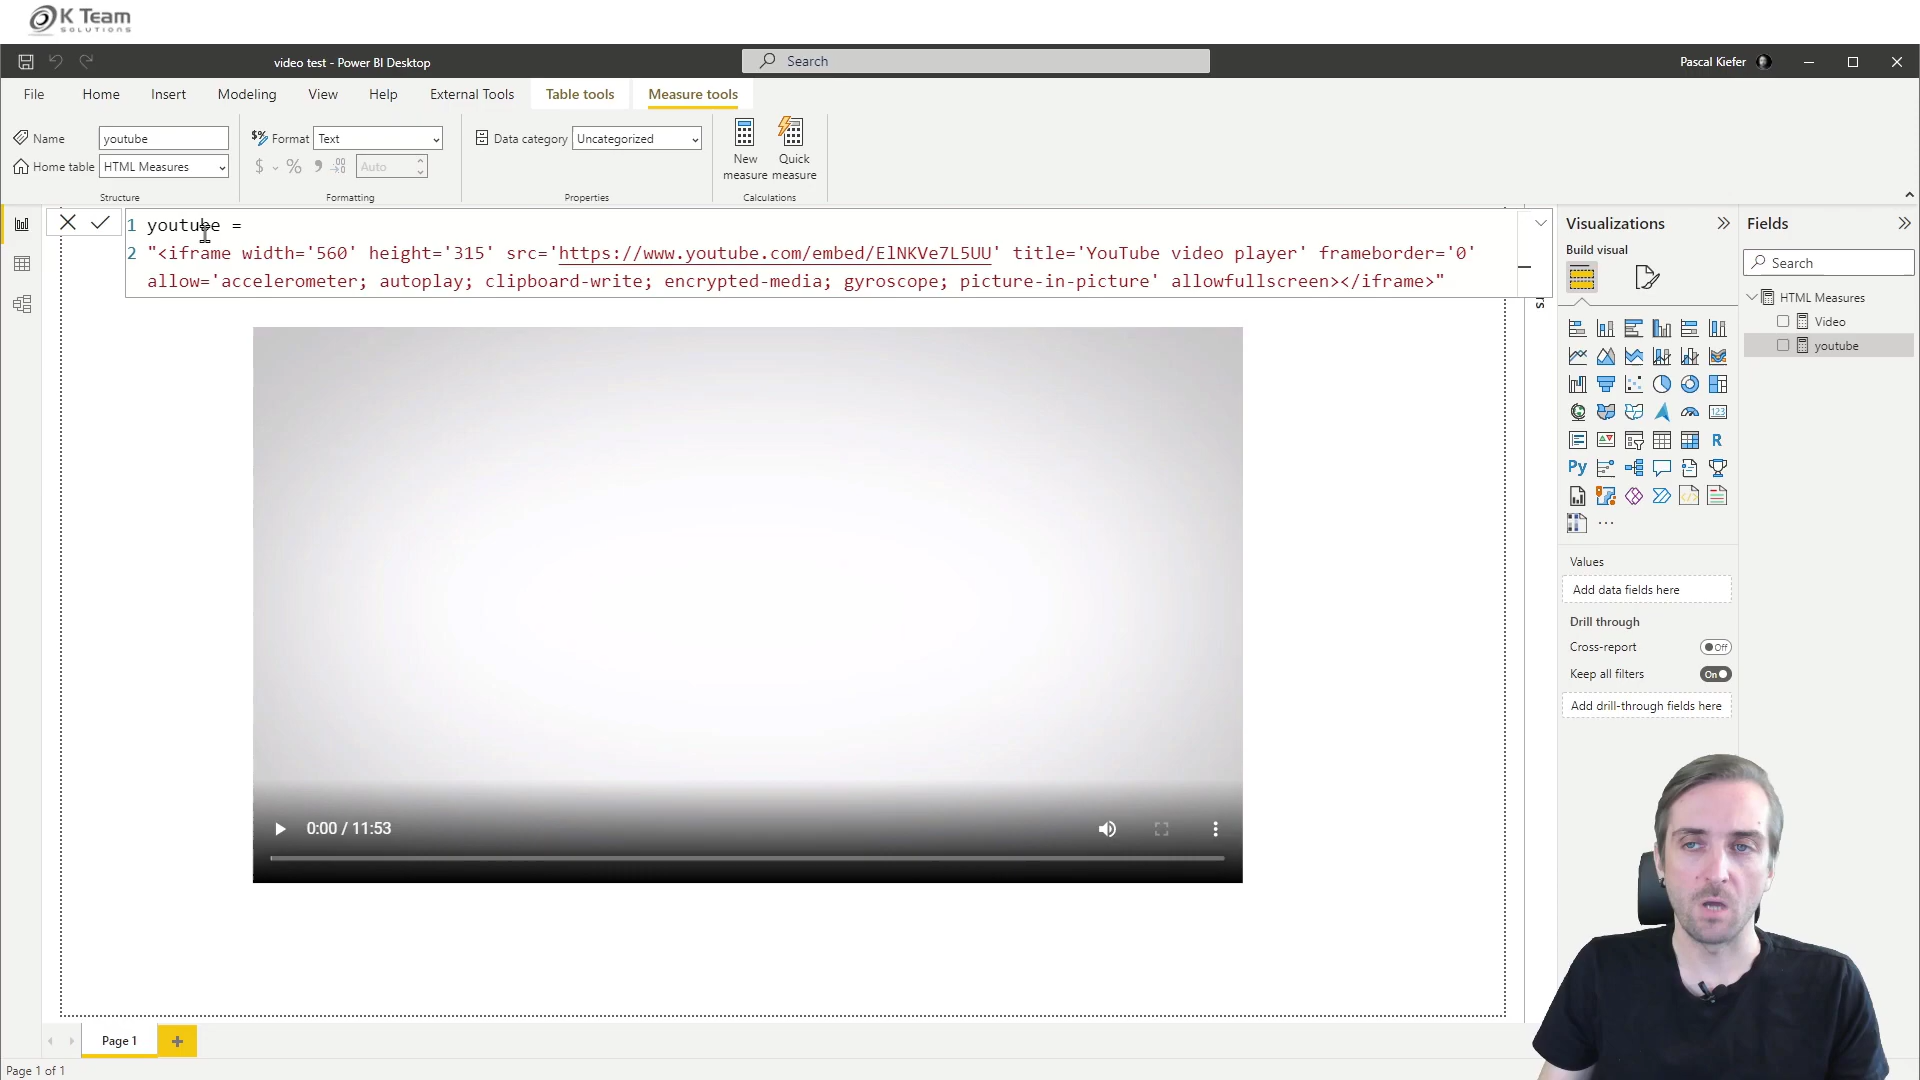 K Team
SOLUTIONS
video test - Power BI Desktop
Search
Pascal Kiefer
File
Home
Insert
Modeling
View
Help
External Tools
Table tools
Measure tools
Name
youtube
Home table
HTML Measures
Structure
$% Format
Text
$
%
Auto
Formatting
Data category
Uncategorized
Properties
New
measure
Quick
measure
Calculations
1 youtube =
2 "<iframe width='560' height='315' src='https://www.youtube.com/embed/ElNKVe7L5UU' title='YouTube video player' frameborder='0'
allow='accelerometer; autoplay; clipboard-write; encrypted-media; gyroscope; picture-in-picture' allowfullscreen></iframe>"
0:00 / 11:53
Visualizations
Build visual
123
R
Py
Values
Add data fields here
Drill through
Cross-report
Off
Keep all filters
On
Add drill-through fields here
Fields
Search
HTML Measures
Video
youtube
Page 1
Page 1 of 1